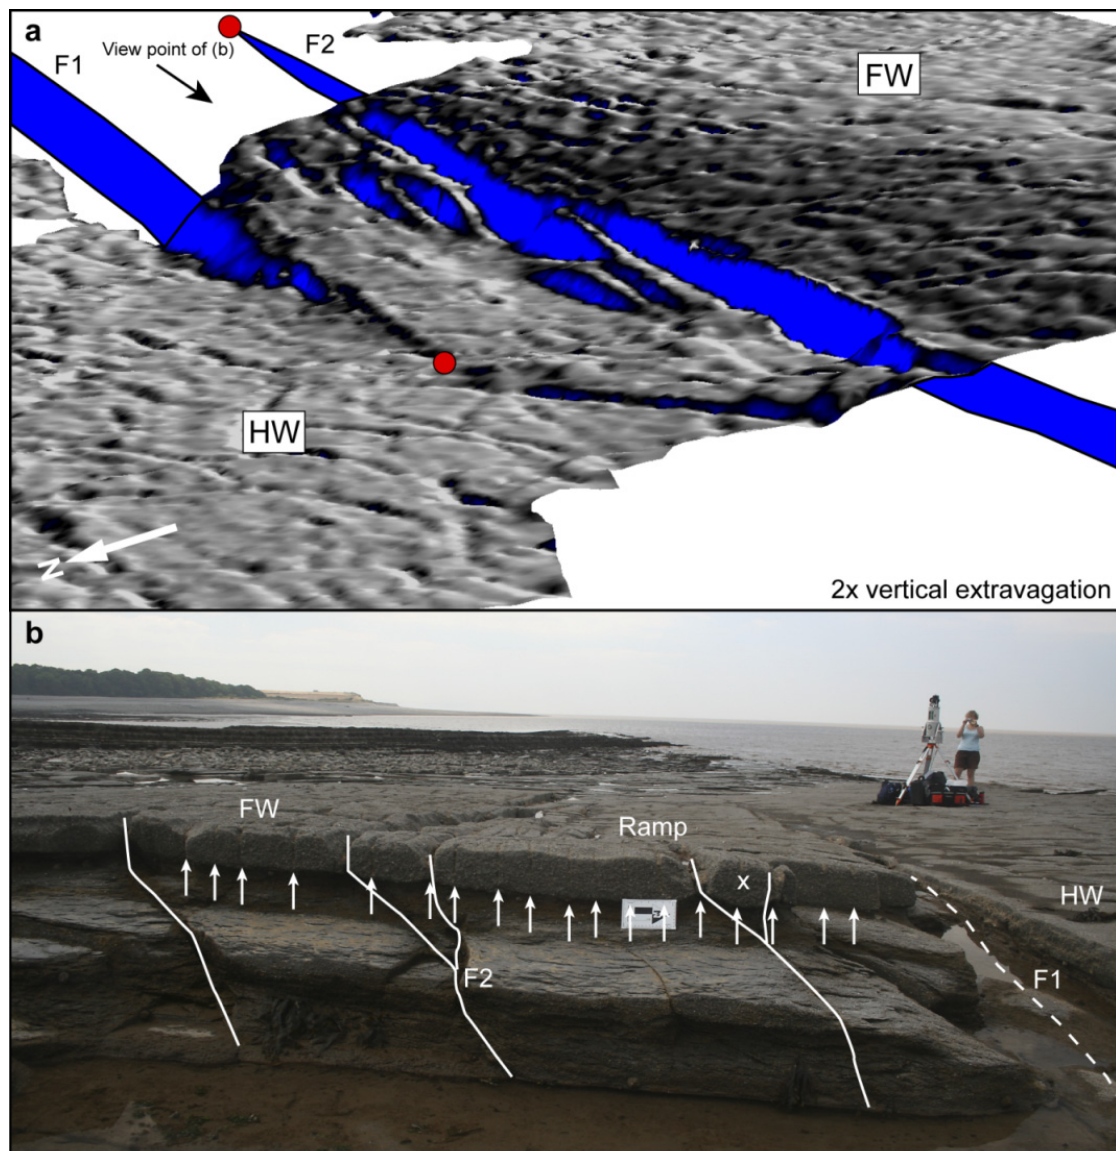 a
F1
View point of (b)
F2
FW
HW
N
2x vertical extravagation
b
FW
Ramp
x
HW
F2
F1